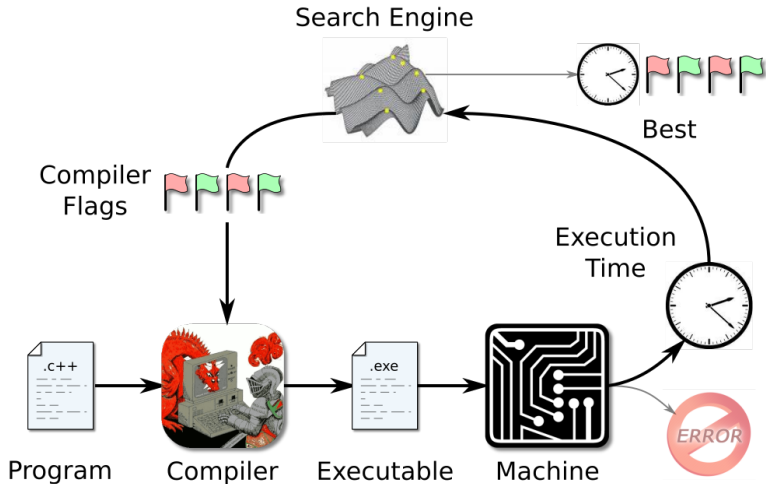 Search Engine
Best
Compiler
Flags
Execution
Time
.c++
.exe
ERROR
Program
Compiler
Executable
Machine